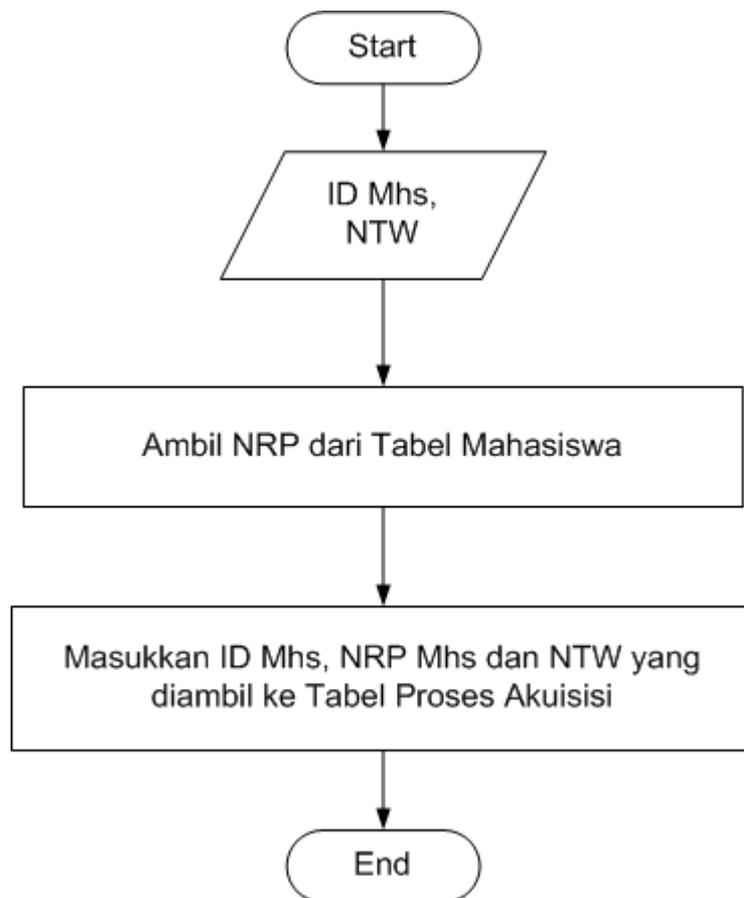 Start
ID Mhs,
NTW
Ambil NRP dari Tabel Mahasiswa
Masukkan ID Mhs, NRP Mhs dan NTW yang
diambil ke Tabel Proses Akuisisi
End